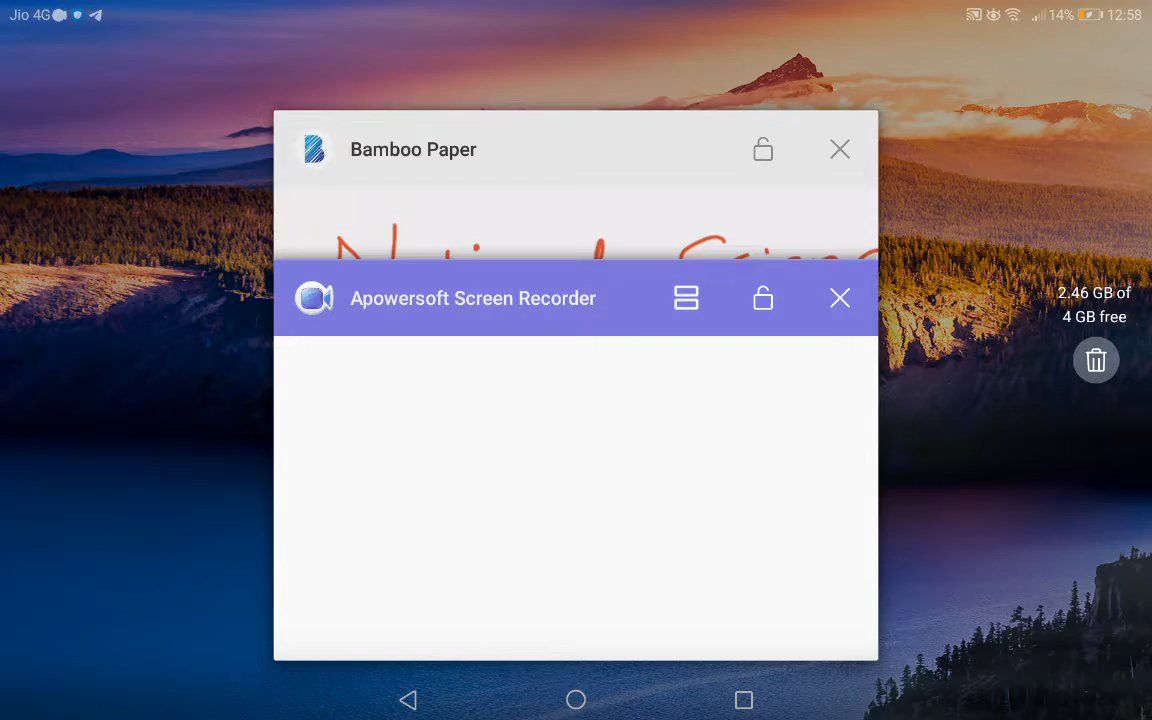 Jio 4G 14% 12:58
Bamboo Paper
Apowersoft Screen Recorder
2.46 GB of
4 GB free